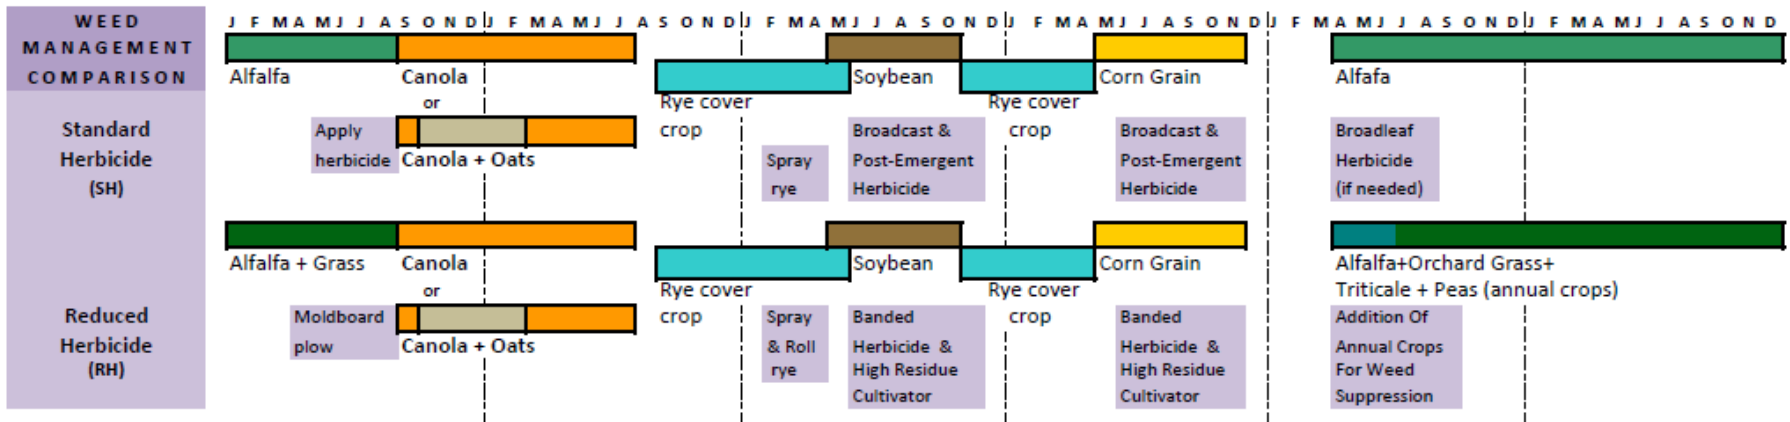 WEED
MANAGEMENT
COMPARISON
J F M A M J J A S O N D J F M A M J J A S O N D J F M A M J J A S O N D J F M A M J J A S O N D J F M A M J J A S O N D J F M A M J J A S O N D
Alfalfa
Canola
or
Canola + Oats
Rye cover
crop
Soybean
Rye cover
crop
Corn Grain
Alfafa
Standard
Herbicide
(SH)
Apply
herbicide
Spray
rye
Broadcast &
Post-Emergent
Herbicide
Broadcast &
Post-Emergent
Herbicide
Broadleaf
Herbicide
(if needed)
Alfalfa + Grass
Canola
or
Canola + Oats
Rye cover
crop
Soybean
Rye cover
crop
Corn Grain
Alfalfa+Orchard Grass+
Triticale + Peas (annual crops)
Reduced
Herbicide
(RH)
Moldboard
plow
Spray
& Roll
rye
Banded
Herbicide &
High Residue
Cultivator
Banded
Herbicide &
High Residue
Cultivator
Addition Of
Annual Crops
For Weed
Suppression